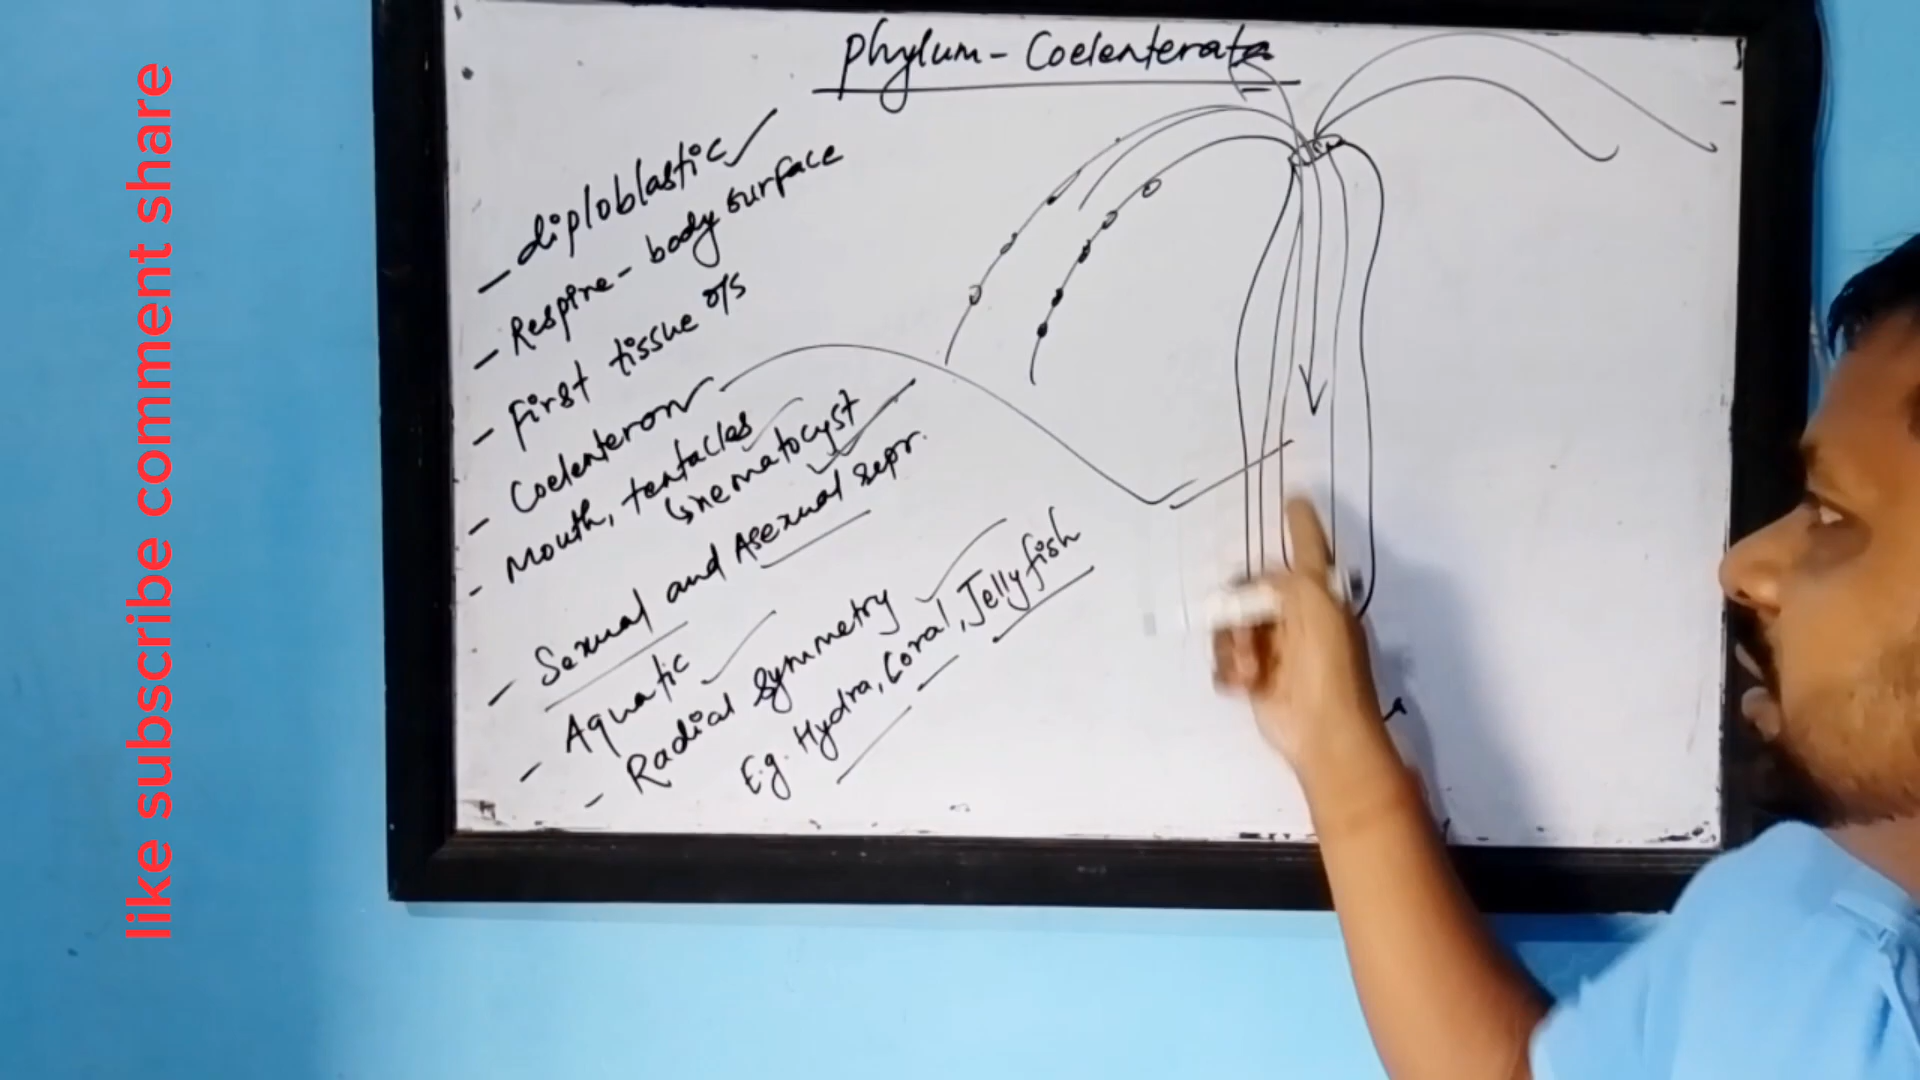 Phylum - Coelenterata
- diploblastic
- Respire - body surface
- First tissue o/s
- Coelenteron
- Mouth, tentacles
↳ nematocyst
- Sexual and Asexual repr.
- Aquatic
- Radial symmetry
E.g. Hydra, Coral, Jellyfish
like subscribe comment share